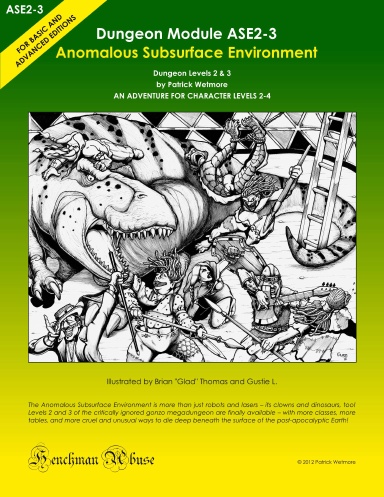 ASE2-3
FOR BASIC AND
ADVANCED EDITIONS
Dungeon Module ASE2-3
Anomalous Subsurface Environment
Dungeon Levels 2 & 3
by Patrick Wetmore
AN ADVENTURE FOR CHARACTER LEVELS 2-4
Illustrated by Brian "Glad" Thomas and Gustie L.
The Anomalous Subsurface Environment is more than just robots and lasers – its clowns and dinosaurs, too!
Levels 2 and 3 of the critically ignored gonzo megadungeon are finally available – with more classes, more
tables, and more cruel and unusual ways to die deep beneath the surface of the post-apocalyptic Earth!
Henchman Abuse
© 2012 Patrick Wetmore